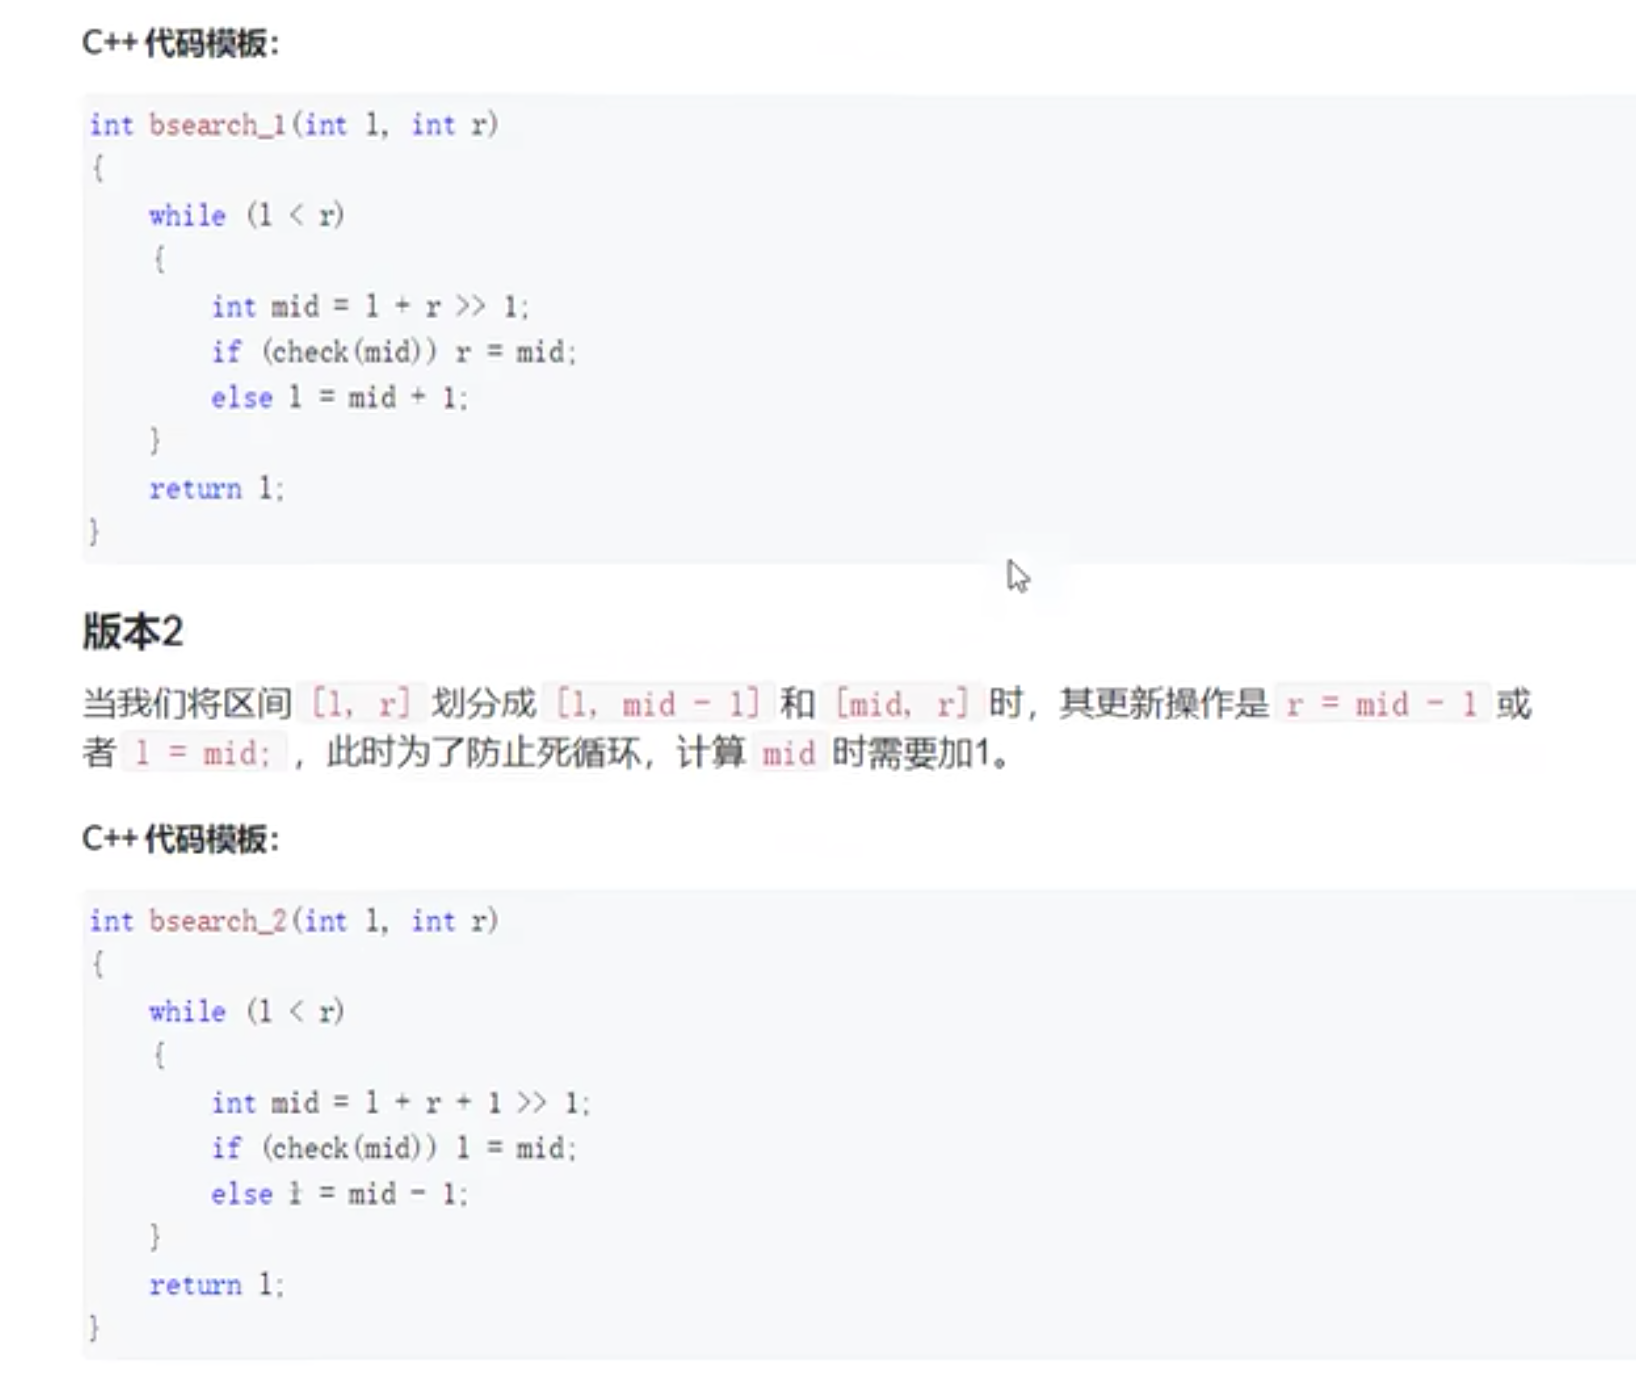 C++ 代码模板：
int bsearch_1(int l, int r)
{
    while (l < r)
    {
        int mid = l + r >> 1;
        if (check(mid)) r = mid;
        else l = mid + 1;
    }
    return l;
}
版本2
当我们将区间 [l, r] 划分成 [l, mid - 1] 和 [mid, r] 时，其更新操作是 r = mid - 1 或
者 l = mid; ，此时为了防止死循环，计算 mid 时需要加1。
C++ 代码模板：
int bsearch_2(int l, int r)
{
    while (l < r)
    {
        int mid = l + r + 1 >> 1;
        if (check(mid)) l = mid;
        else = mid - 1;
    }
    return l;
}